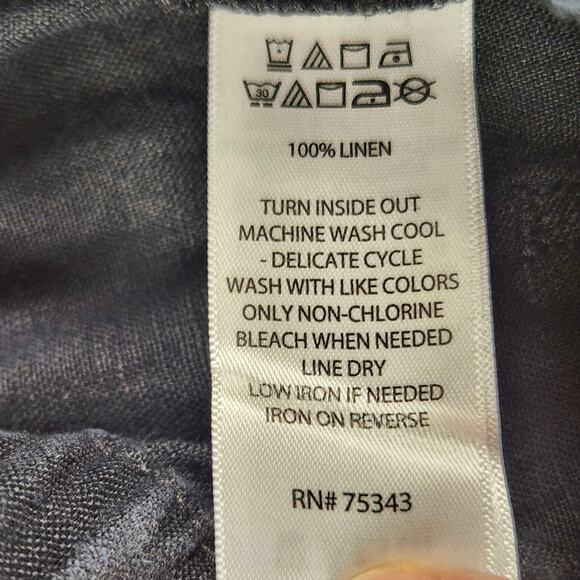 30
100% LINEN
TURN INSIDE OUT
MACHINE WASH COOL
- DELICATE CYCLE
WASH WITH LIKE COLORS
ONLY NON-CHLORINE
BLEACH WHEN NEEDED
LINE DRY
LOW IRON IF NEEDED
IRON ON REVERSE
RN# 75343